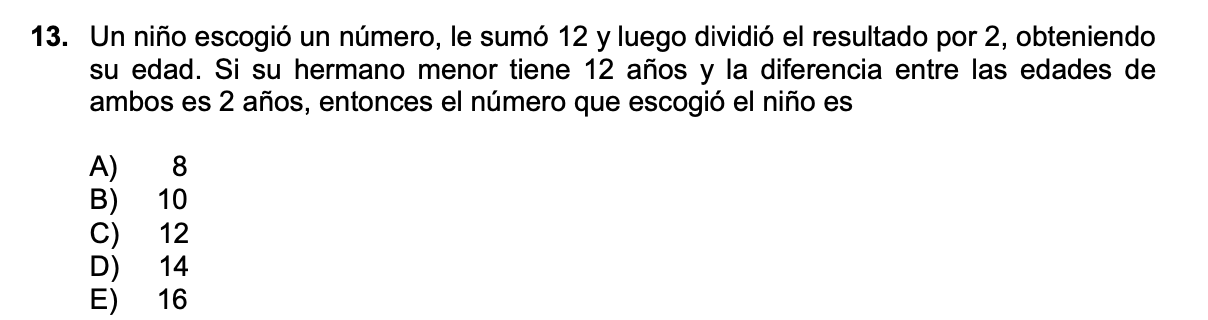 13. Un niño escogió un número, le sumó 12 y luego dividió el resultado por 2, obteniendo
su edad. Si su hermano menor tiene 12 años y la diferencia entre las edades de
ambos es 2 años, entonces el número que escogió el niño es
A) 8
B) 10
C) 12
D) 14
E) 16